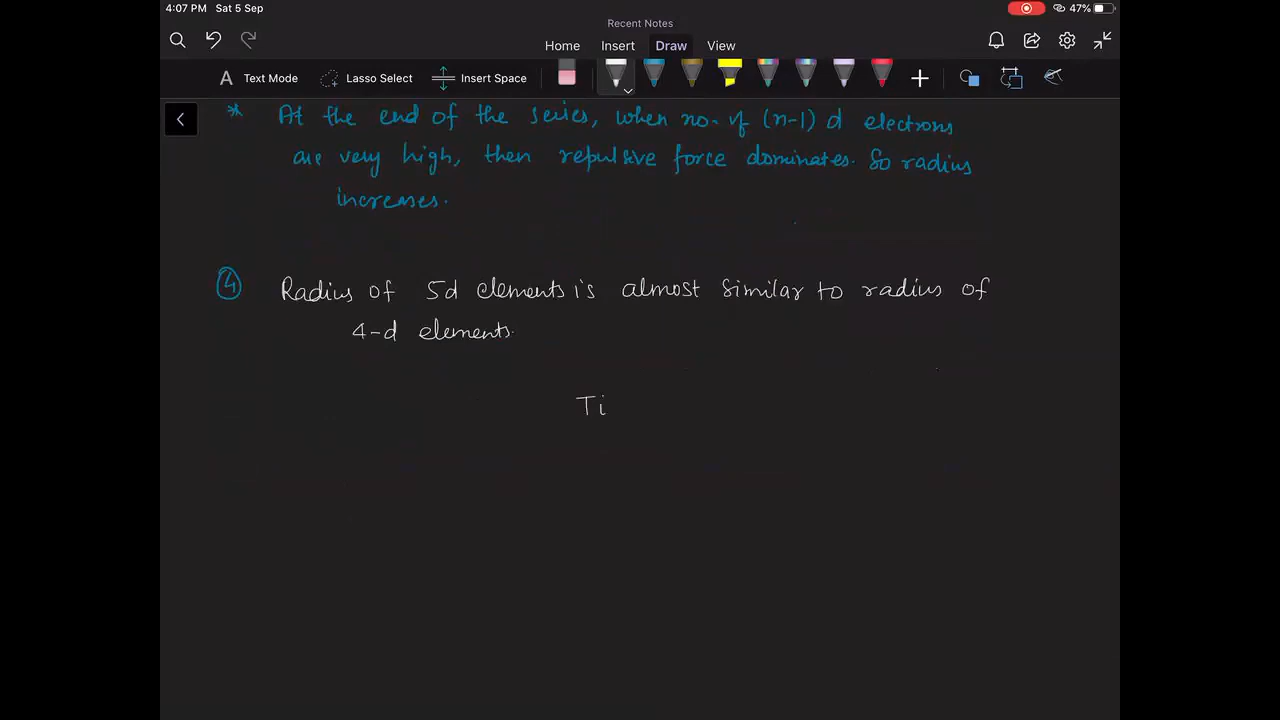 4:07 PM Sat 5 Sep
47%
Recent Notes
Home Insert Draw View
A Text Mode Lasso Select Insert Space
* At the end of the series, when no. of (n-1) d electrons
are very high, then repulsive force dominates. So radius
increases.
4 Radius of 5d elements is almost similar to radius of
4-d elements.
Ti